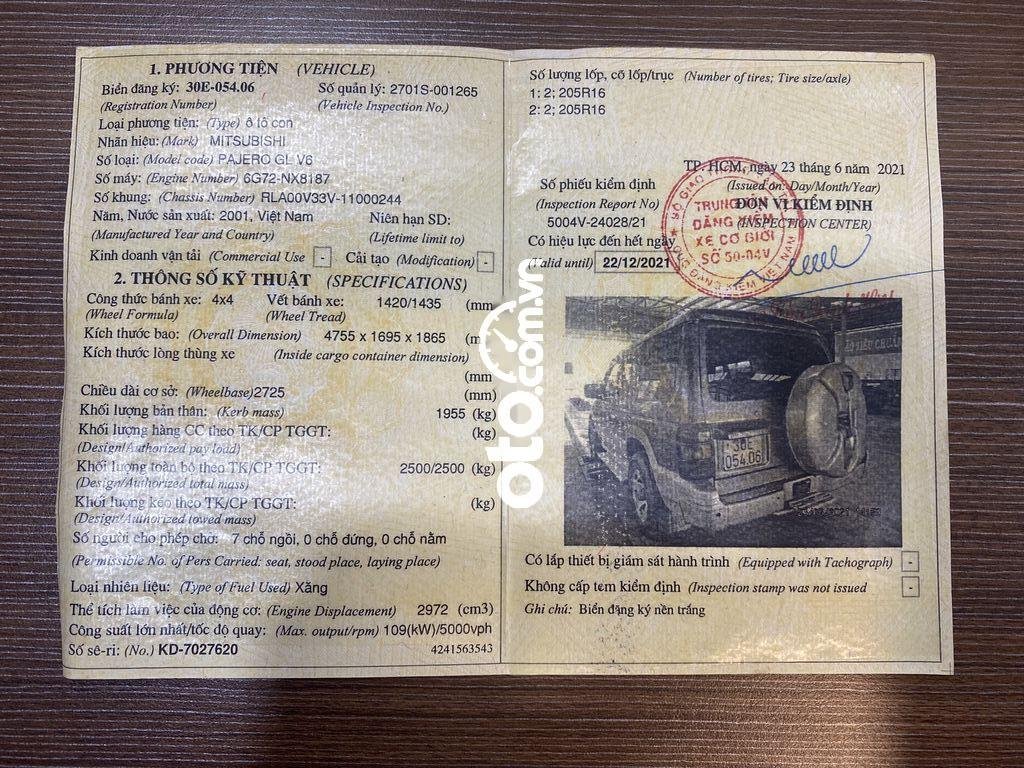 1. PHƯƠNG TIỆN (VEHICLE)
Biển đăng ký: 30E-054.06 Số quản lý: 2701S-001265
(Registration Number) (Vehicle Inspection No.)
Loại phương tiện: (Type) ô tô con
Nhãn hiệu: (Mark) MITSUBISHI
Số loại: (Model code) PAJERO GL V6
Số máy: (Engine Number) 6G72-NX8187
Số khung: (Chassis Number) RLA00V33V-11000244
Năm, Nước sản xuất: 2001, Việt Nam Niên hạn SD:
(Manufactured Year and Country) (Lifetime limit to)
Kinh doanh vận tải (Commercial Use - Cải tạo (Modification) -
2. THÔNG SỐ KỸ THUẬT (SPECIFICATIONS)
Công thức bánh xe: 4x4 Vết bánh xe: 1420/1435 (mm
(Wheel Formula) (Wheel Tread)
Kích thước bao: (Overall Dimension) 4755 x 1695 x 1865 (m
Kích thước lòng thùng xe (Inside cargo container dimension)
(mm
Chiều dài cơ sở: (Wheelbase)2725 (mm)
Khối lượng bản thân: (Kerb mass) 1955 (kg)
Khối lượng hàng CC theo TK/CP TGGT: (kg)
(Design/Authorized pay load)
Khối lượng toàn bộ theo TK/CP TGGT: 2500/2500 (kg)
(Design/Authorized total mass)
Khối lượng kéo theo TK/CP TGGT: (kg)
(Design/Authorized towed mass)
Số người cho phép chở: 7 chỗ ngồi, 0 chỗ đứng, 0 chỗ nằm
(Permissible No. of Pers Carried: seat, stood place, laying place)
Loại nhiên liệu: (Type of Fuel Used) Xăng
Thể tích làm việc của động cơ: (Engine Displacement) 2972 (cm3)
Công suất lớn nhất/tốc độ quay: (Max. output/rpm) 109(kW)/5000vph
Số sê-ri: (No.) KD-7027620 4241563543
Số lượng lốp, cỡ lốp/trục (Number of tires; Tire size/axle)
1: 2; 205R16
2: 2; 205R16
TP. HCM, ngày 23 tháng 6 năm 2021
Số phiếu kiểm định (Issued on: Day/Month/Year)
(Inspection Report No) ĐƠN VỊ KIỂM ĐỊNH
5004V-24028/21 (INSPECTION CENTER)
Có hiệu lực đến hết ngày
(Valid until) 22/12/2021
TRUNG TÂM
ĐĂNG KIỂM
XE CƠ GIỚI
SỐ 50-04V
30E
054.06
Có lắp thiết bị giám sát hành trình (Equipped with Tachograph) -
Không cấp tem kiểm định (Inspection stamp was not issued -
Ghi chú: Biển đăng ký nền trắng
oto.com.vn